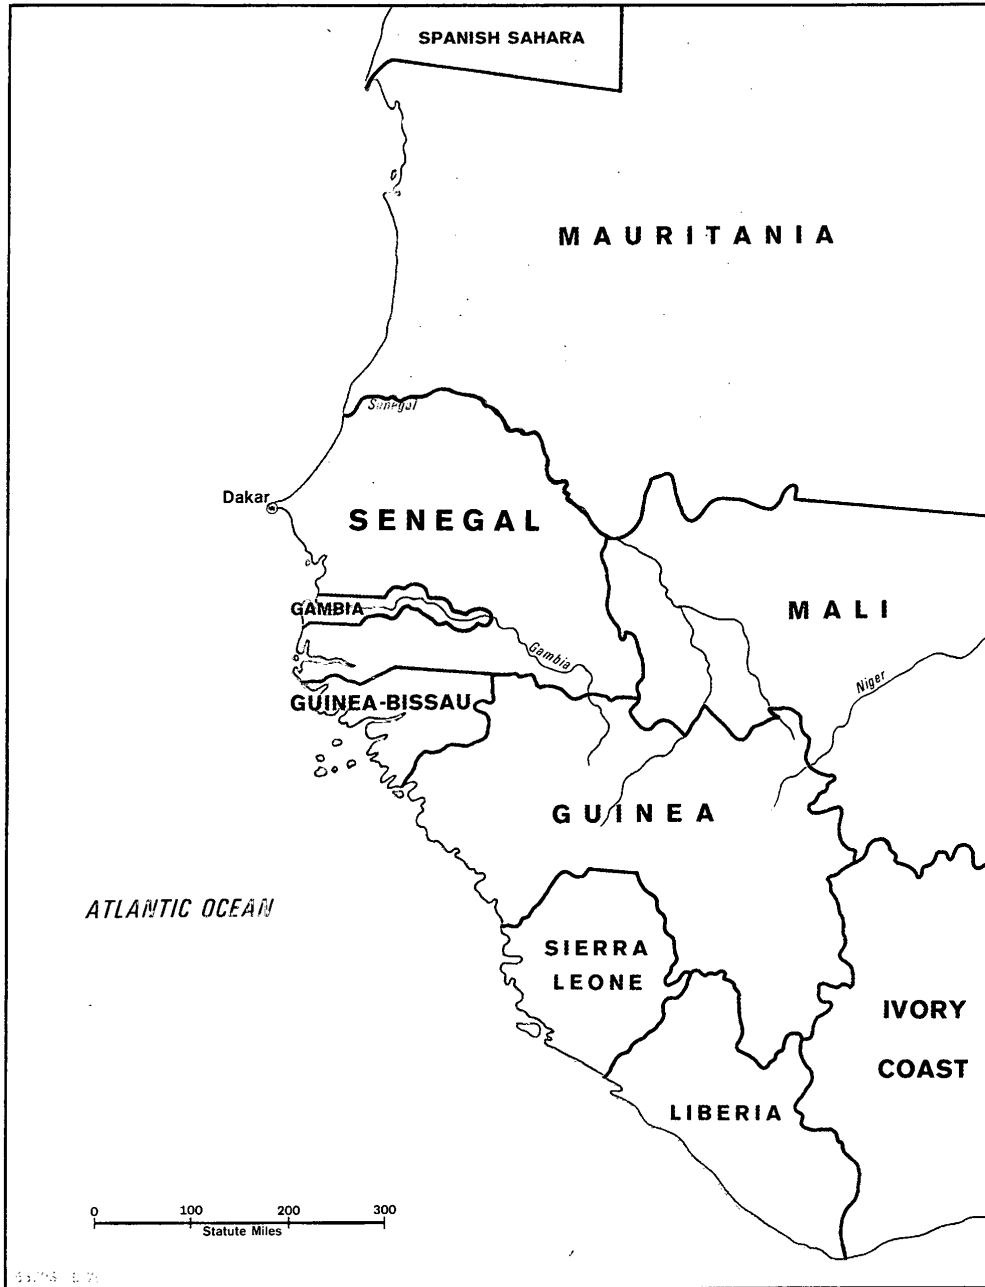 SPANISH SAHARA
MAURITANIA
Senegal
Dakar
SENEGAL
GAMBIA
MALI
Gambia
Niger
GUINEA-BISSAU
GUINEA
ATLANTIC OCEAN
SIERRA
LEONE
IVORY
COAST
LIBERIA
0 100 200 300
Statute Miles